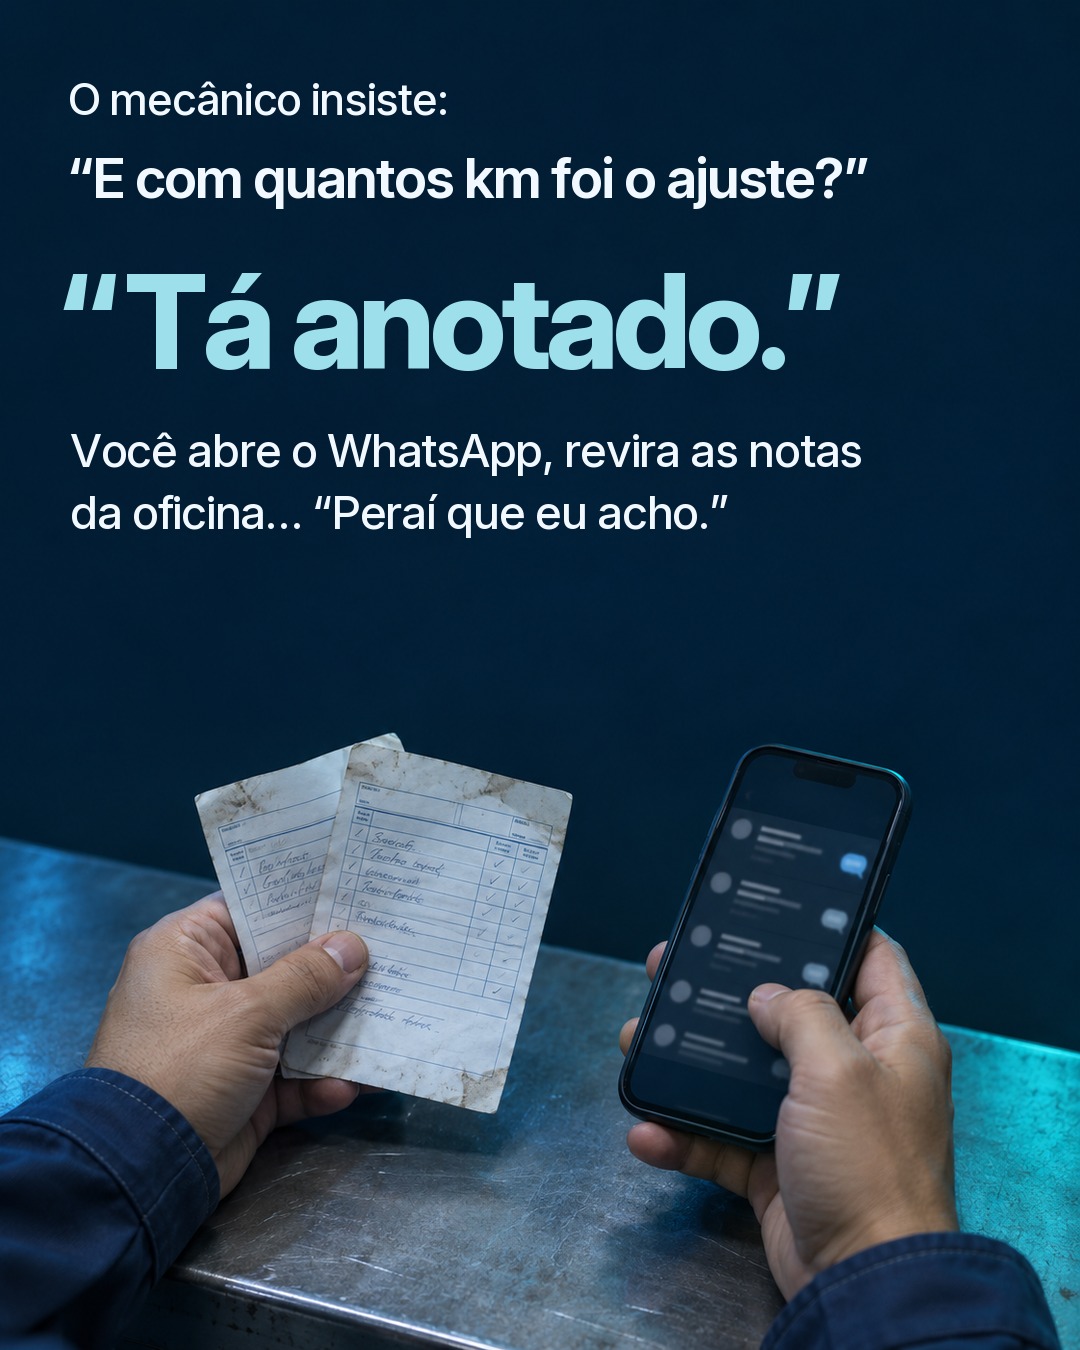 O mecânico insiste:
“E com quantos km foi o ajuste?”
“Tá anotado.”
Você abre o WhatsApp, revira as notas
da oficina... “Peraí que eu acho.”